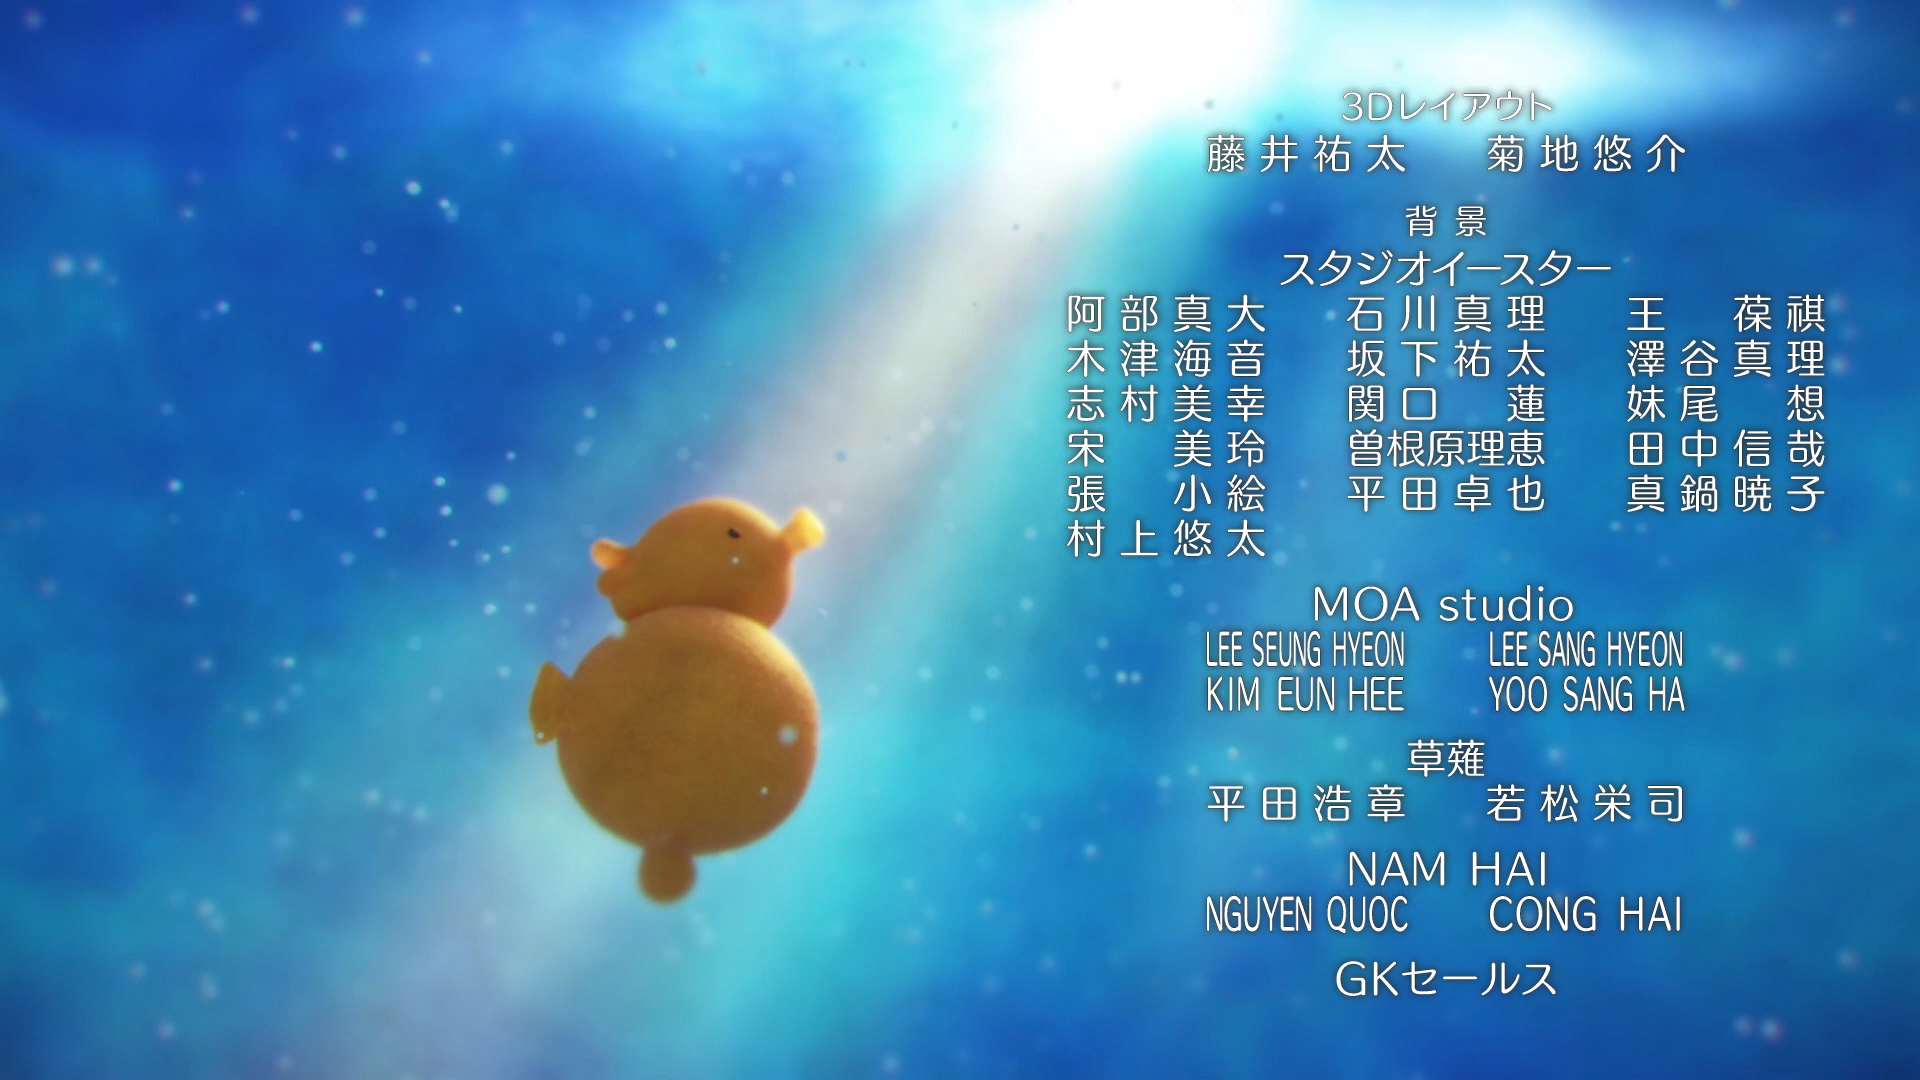 3Dレイアウト
藤井祐太 菊地悠介
背景
スタジオイースター
阿部真大 石川真理 王葆祺
木津海音 坂下祐太 澤谷真理
志村美幸 関口蓮 妹尾想
宋美玲 曽根原理恵 田中信哉
張小絵 平田卓也 真鍋暁子
村上悠太
MOA studio
LEE SEUNG HYEON LEE SANG HYEON
KIM EUN HEE YOO SANG HA
草薙
平田浩章 若松栄司
NAM HAI
NGUYEN QUOC CONG HAI
GKセールス